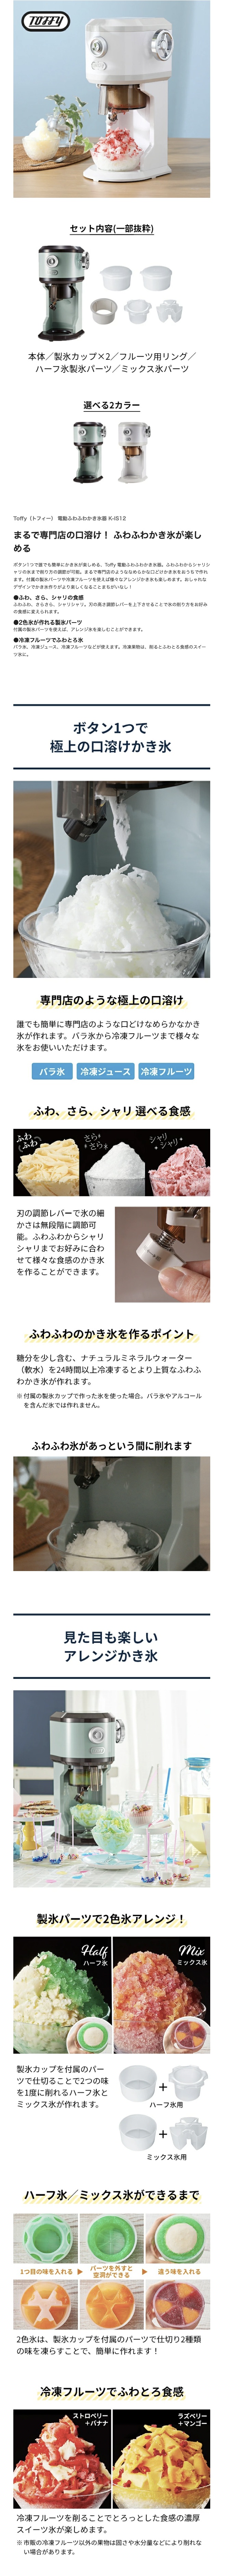 Toffy
セット内容(一部抜粋)
本体／製氷カップ×2／フルーツ用リング／
ハーフ氷製氷パーツ／ミックス氷パーツ
選べる2カラー
Toffy（トフィー） 電動ふわふわかき氷器 K-IS12
まるで専門店の口溶け！ ふわふわかき氷が楽し
める
ボタン1つで誰でも簡単にかき氷が楽しめる、Toffy 電動ふわふわかき氷器。ふわふわからシャリシャ
リの氷まで削り方の調節が可能。まるで専門店のようななめらかな口どけかき氷をおうちで作れ
ます。付属の製氷パーツや冷凍フルーツを使えば様々なアレンジかき氷も楽しめます。おしゃれな
デザインでかき氷作りがより楽しくなることまちがいない！
●ふわ、さら、シャリの食感
ふわふわ、さらさら、シャリシャリ。刃の高さ調節レバーを上下させることで氷の削り方をお好み
の食感に変えられます。
●2色氷が作れる製氷パーツ
付属の製氷パーツを使えば、アレンジ氷を楽しむことができます。
●冷凍フルーツでふわとろ氷
バラ氷、冷凍ジュース、冷凍フルーツなどが使えます。冷凍果物は、削るとふわとろ食感のスイー
ツ氷に。
ボタン1つで
極上の口溶けかき氷
専門店のような極上の口溶け
誰でも簡単に専門店のような口どけなめらかなかき
氷が作れます。バラ氷から冷凍フルーツまで様々な
氷をお使いいただけます。
バラ氷 冷凍ジュース 冷凍フルーツ
ふわ、さら、シャリ 選べる食感
ふわふわ
さらさら
シャリシャリ
刃の調節レバーで氷の細
かさは無段階に調節可
能。ふわふわからシャリ
シャリまでお好みに合わ
せて様々な食感のかき氷
を作ることができます。
ふわふわのかき氷を作るポイント
糖分を少し含む、ナチュラルミネラルウォーター
（軟水）を24時間以上冷凍するとより上質なふわふ
わかき氷が作れます。
※付属の製氷カップで作った氷を使った場合。バラ氷やアルコール
を含んだ氷では作れません。
ふわふわ氷があっという間に削れます
見た目も楽しい
アレンジかき氷
製氷パーツで2色氷アレンジ！
Half
ハーフ氷
Mix
ミックス氷
製氷カップを付属のパー
ツで仕切ることで2つの味
を1度に削れるハーフ氷と
ミックス氷が作れます。
+
ハーフ氷用
+
ミックス氷用
ハーフ氷／ミックス氷ができるまで
1つ目の味を入れる ▶ パーツを外すと
空洞ができる ▶ 違う味を入れる
2色氷は、製氷カップを付属のパーツで仕切り2種類
の味を凍らすことで、簡単に作れます！
冷凍フルーツでふわとろ食感
ストロベリー
＋バナナ
ラズベリー
＋マンゴー
冷凍フルーツを削ることでとろっとした食感の濃厚
スイーツ氷が楽しめます。
※市販の冷凍フルーツ以外の果物は固さや水分量などにより削れな
い場合があります。